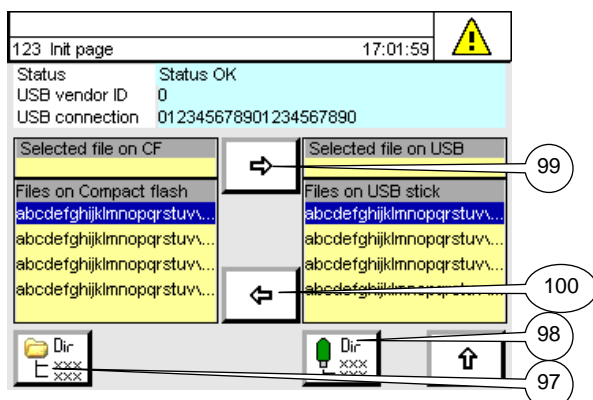 123 Init page 17:01:59
Status Status OK
USB vendor ID 0
USB connection 012345678901234567890
Selected file on CF Selected file on USB
99
Files on Compact flash Files on USB stick
abcdefghijklmnopqrstuv\... abcdefghijklmnopqrstuv\...
abcdefghijklmnopqrstuv\... abcdefghijklmnopqrstuv\...
abcdefghijklmnopqrstuv\... abcdefghijklmnopqrstuv\...
abcdefghijklmnopqrstuv\... abcdefghijklmnopqrstuv\...
100
Dir Dir 98
xxx xxx
xxx xxx 97